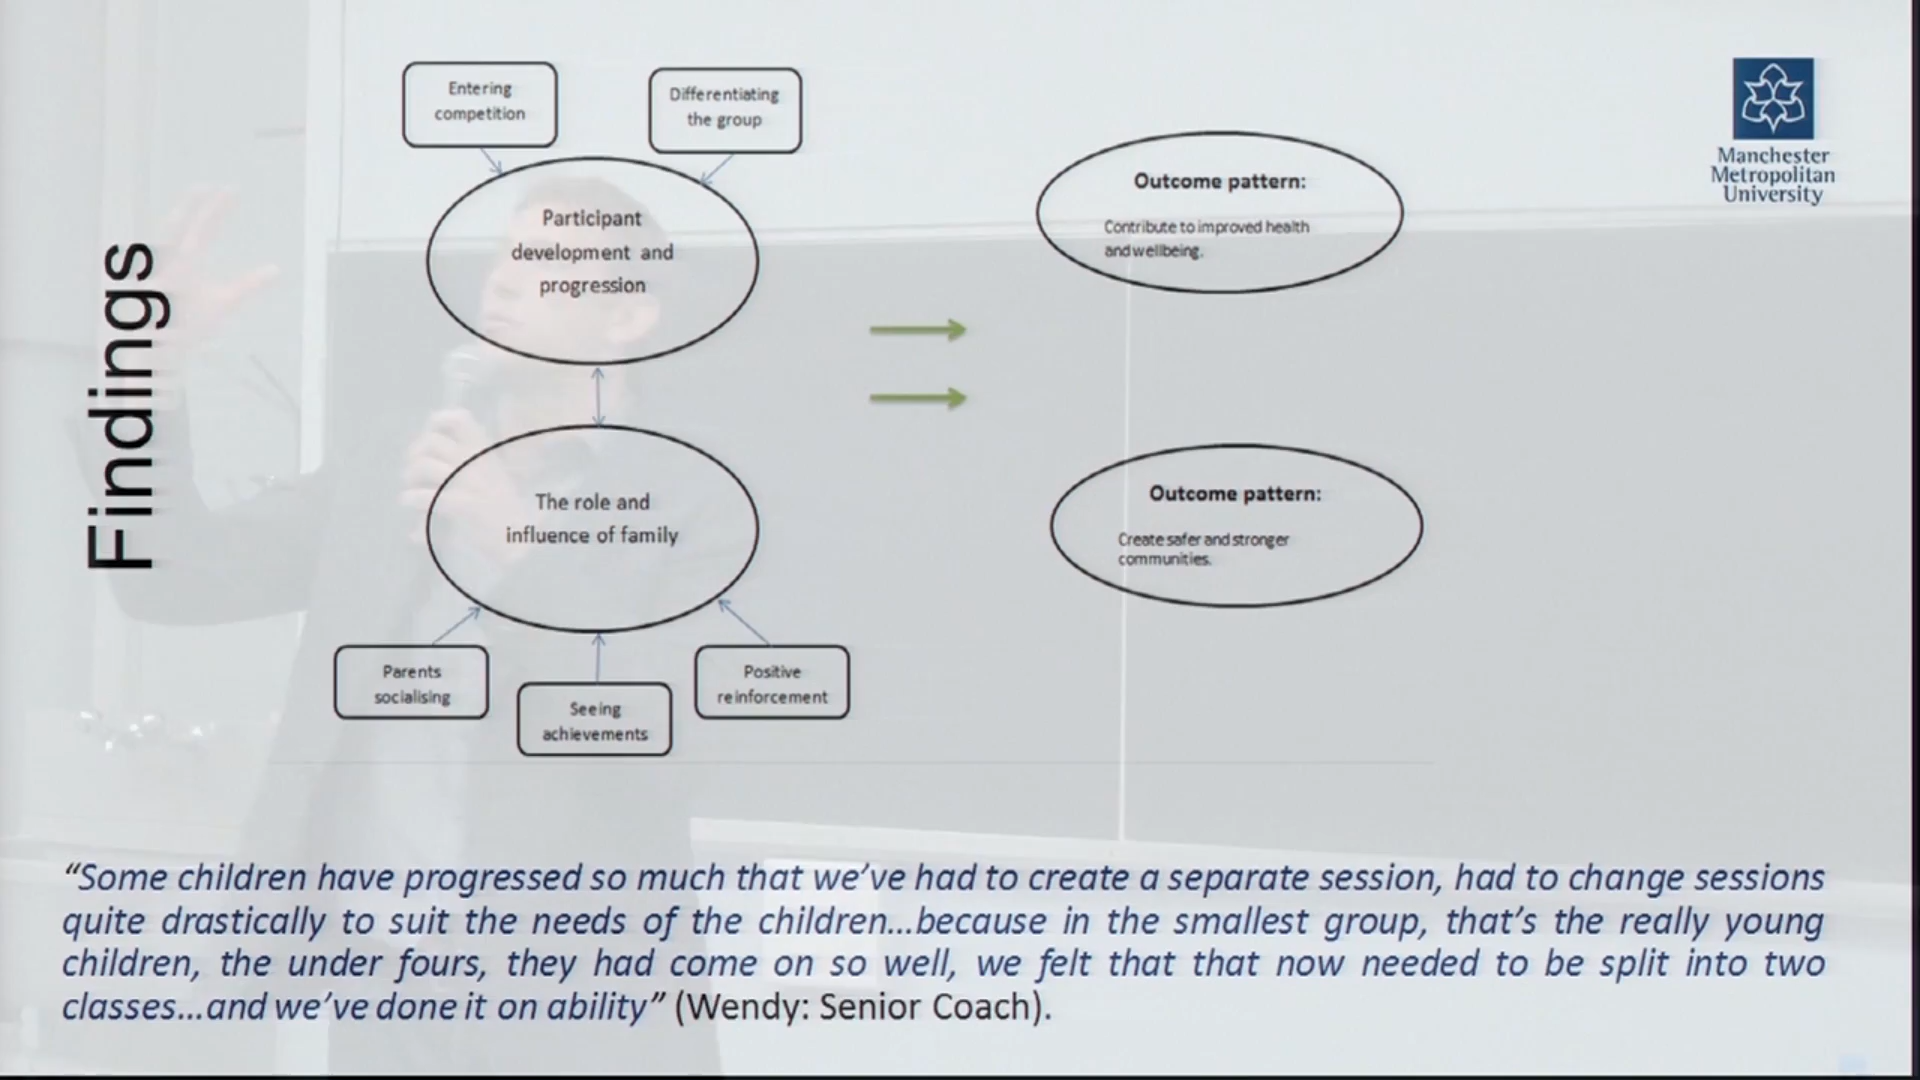 Findings
Entering
competition
Differentiating
the group
Participant
development and
progression
The role and
influence of family
Parents
socialising
Seeing
achievements
Positive
reinforcement
Outcome pattern:
Contribute to improved health
and wellbeing.
Outcome pattern:
Create safer and stronger
communities.
Manchester
Metropolitan
University
“Some children have progressed so much that we’ve had to create a separate session, had to change sessions
quite drastically to suit the needs of the children...because in the smallest group, that’s the really young
children, the under fours, they had come on so well, we felt that that now needed to be split into two
classes...and we’ve done it on ability” (Wendy: Senior Coach).